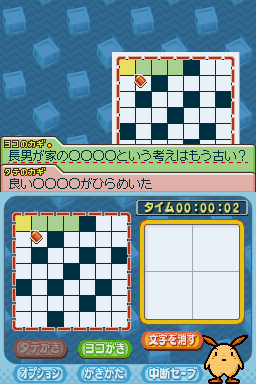 ヨコのカギ
長男が家の〇〇〇〇という考えはもう古い？
タテのカギ
良い〇〇〇〇がひらめいた
タイム00:00:02
タテがき
ヨコがき
文字を消す
オプション
かきかた
中断セーブ